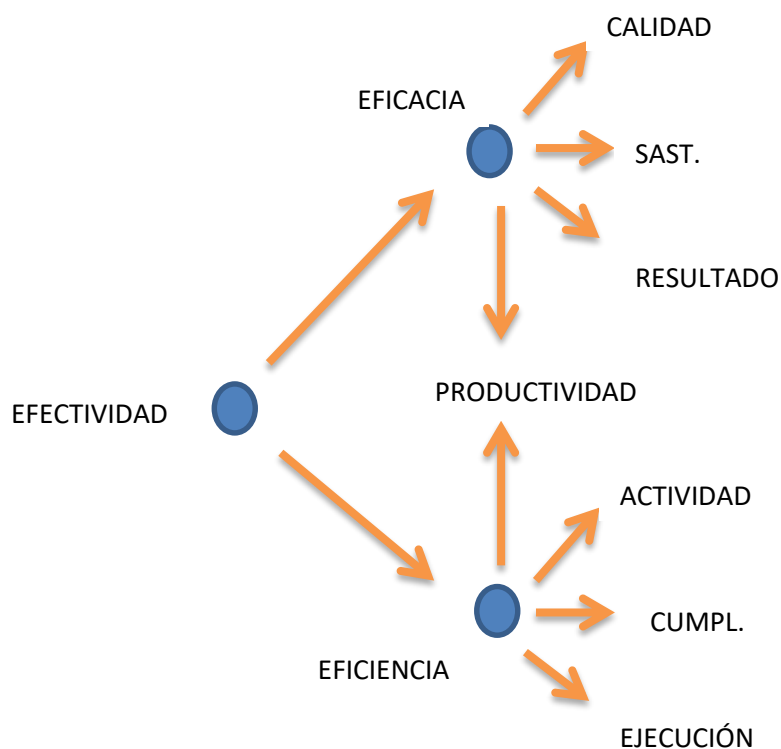 CALIDAD
EFICACIA
SAST.
RESULTADO
PRODUCTIVIDAD
EFECTIVIDAD
ACTIVIDAD
CUMPL.
EFICIENCIA
EJECUCIÓN